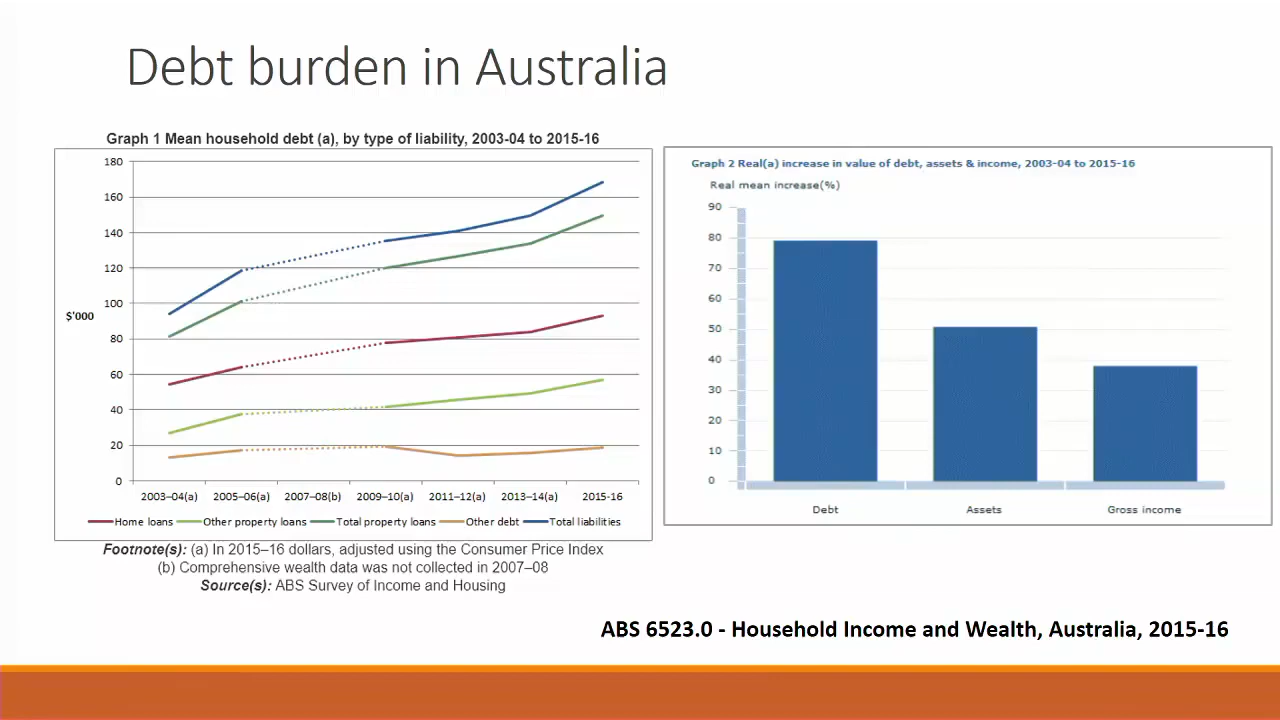 Debt burden in Australia
Graph 1 Mean household debt (a), by type of liability, 2003-04 to 2015-16
180
160
140
120
100
$'000
80
60
40
20
0
2003–04(a) 2005–06(a) 2007–08(b) 2009–10(a) 2011–12(a) 2013–14(a) 2015-16
Home loans Other property loans Total property loans Other debt Total liabilities
Footnote(s): (a) In 2015–16 dollars, adjusted using the Consumer Price Index
(b) Comprehensive wealth data was not collected in 2007–08
Source(s): ABS Survey of Income and Housing
Graph 2 Real(a) increase in value of debt, assets & income, 2003-04 to 2015-16
Real mean increase(%)
90
80
70
60
50
40
30
20
10
0
Debt Assets Gross income
ABS 6523.0 - Household Income and Wealth, Australia, 2015-16